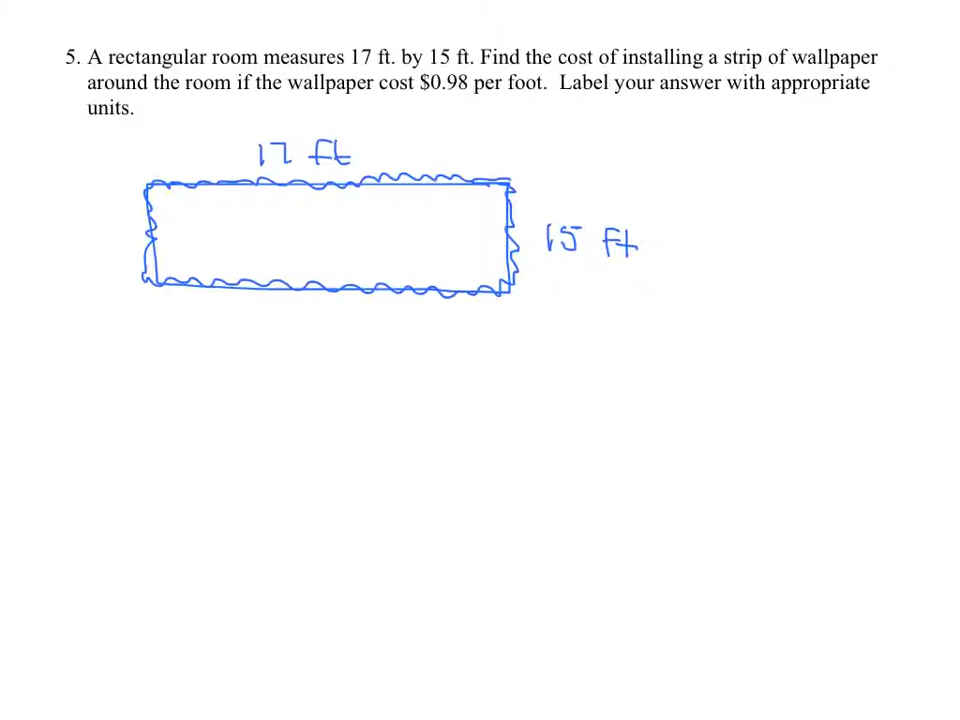 5. A rectangular room measures 17 ft. by 15 ft. Find the cost of installing a strip of wallpaper
around the room if the wallpaper cost $0.98 per foot. Label your answer with appropriate
units.
17 ft
15 ft